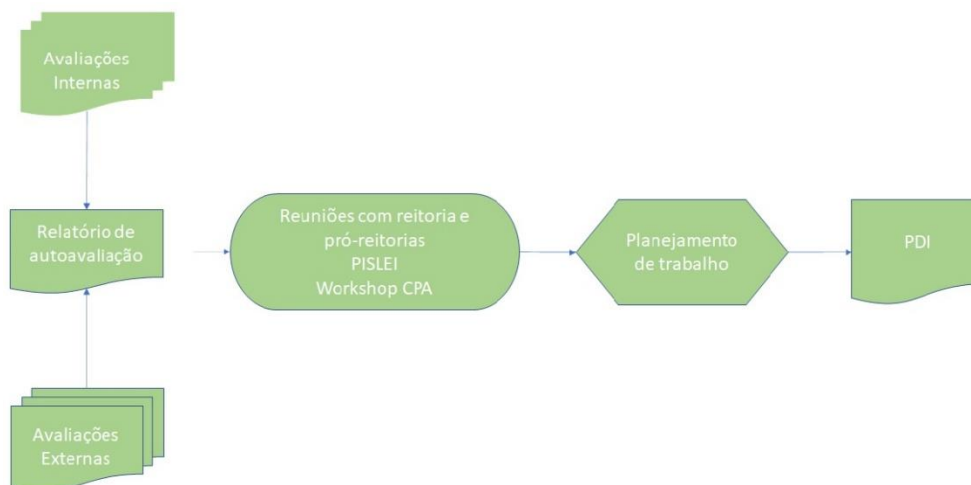 Avaliações
Internas
Relatório de
autoavaliação
Reuniões com reitoria e
pró-reitorias
PISLEI
Workshop CPA
Planejamento
de trabalho
PDI
Avaliações
Externas